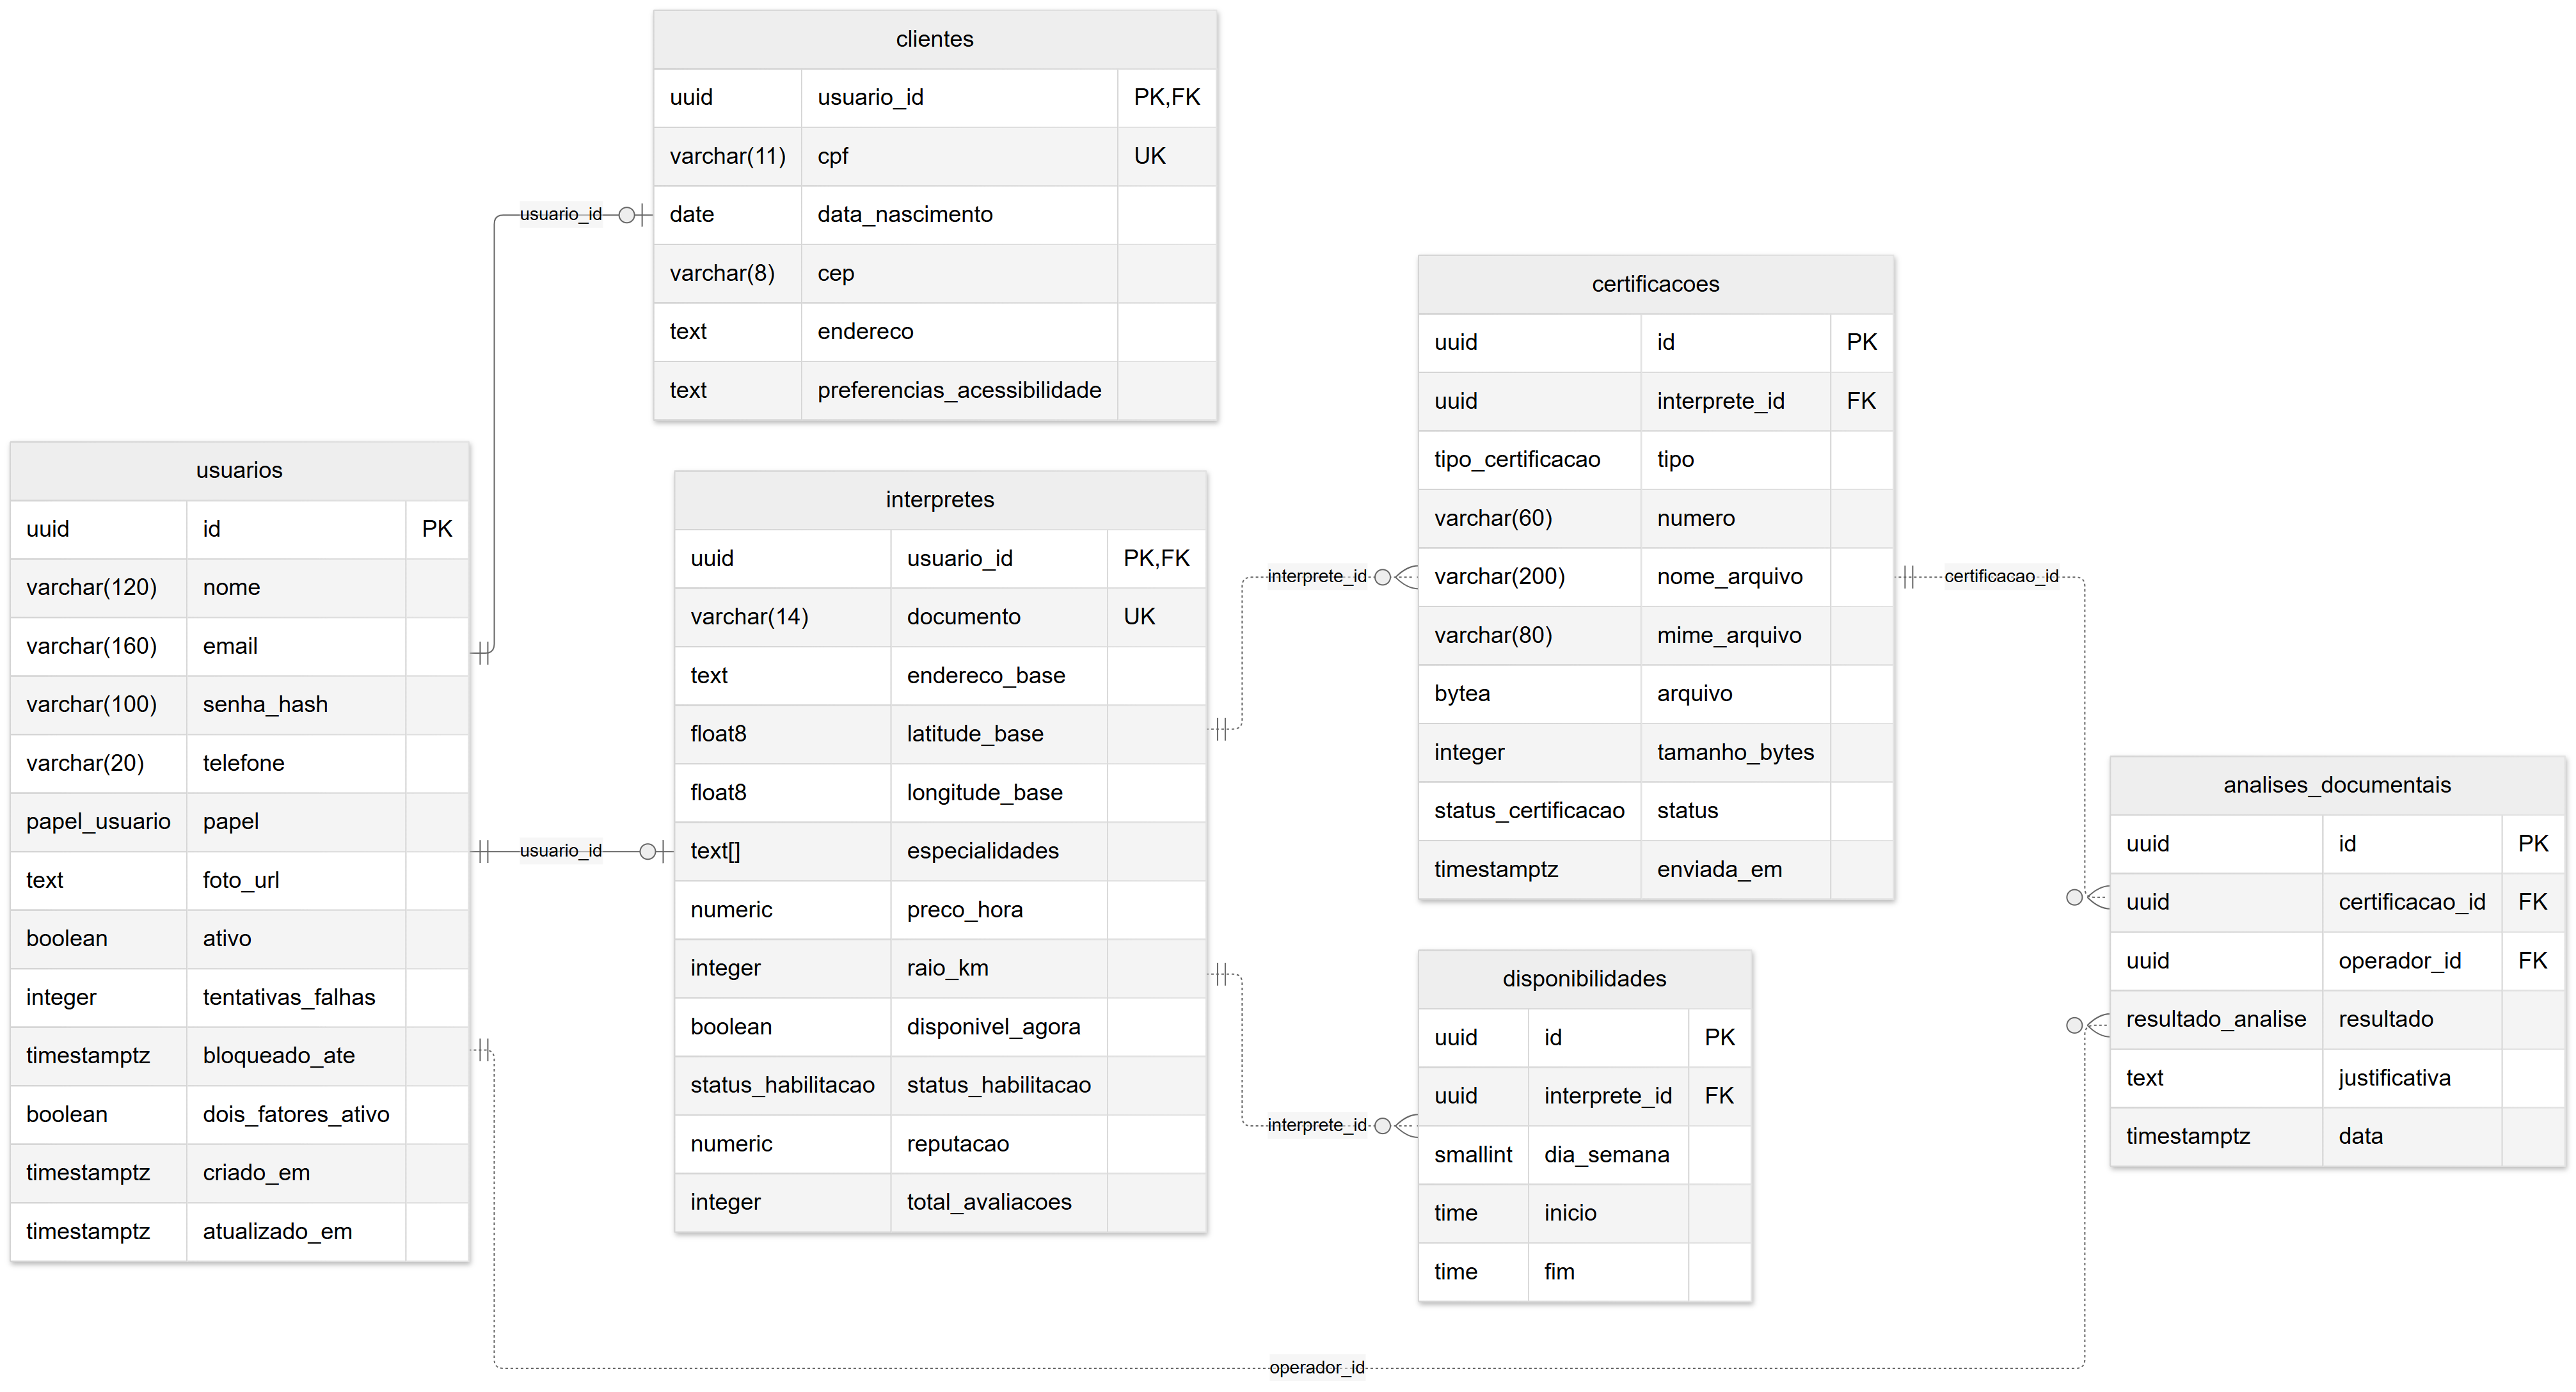 clientes
uuid usuario_id PK,FK
varchar(11) cpf UK
date data_nascimento
varchar(8) cep
text endereco
text preferencias_acessibilidade
usuarios
uuid id PK
varchar(120) nome
varchar(160) email
varchar(100) senha_hash
varchar(20) telefone
papel_usuario papel
text foto_url
boolean ativo
integer tentativas_falhas
timestamptz bloqueado_ate
boolean dois_fatores_ativo
timestamptz criado_em
timestamptz atualizado_em
usuario_id
usuario_id
interpretes
uuid usuario_id PK,FK
varchar(14) documento UK
text endereco_base
float8 latitude_base
float8 longitude_base
text[] especialidades
numeric preco_hora
integer raio_km
boolean disponivel_agora
status_habilitacao status_habilitacao
numeric reputacao
integer total_avaliacoes
interprete_id
interprete_id
certificacoes
uuid id PK
uuid interprete_id FK
tipo_certificacao tipo
varchar(60) numero
varchar(200) nome_arquivo
varchar(80) mime_arquivo
bytea arquivo
integer tamanho_bytes
status_certificacao status
timestamptz enviada_em
certificacao_id
disponibilidades
uuid id PK
uuid interprete_id FK
smallint dia_semana
time inicio
time fim
analises_documentais
uuid id PK
uuid certificacao_id FK
uuid operador_id FK
resultado_analise resultado
text justificativa
timestamptz data
operador_id